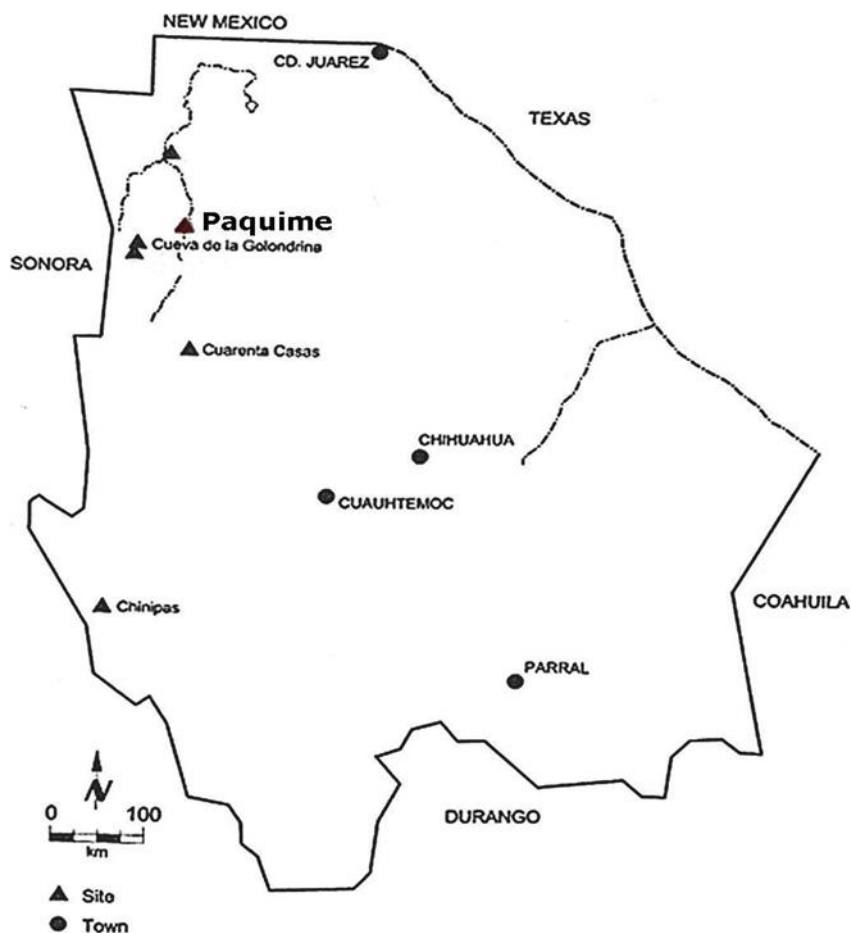 NEW MEXICO
CD. JUAREZ
TEXAS
Paquime
Cueva de la Golondrina
SONORA
Cuarenta Casas
CHIHUAHUA
CUAUHTEMOC
Chinipas
COAHUILA
PARRAL
N
0 100
km
DURANGO
Site
Town